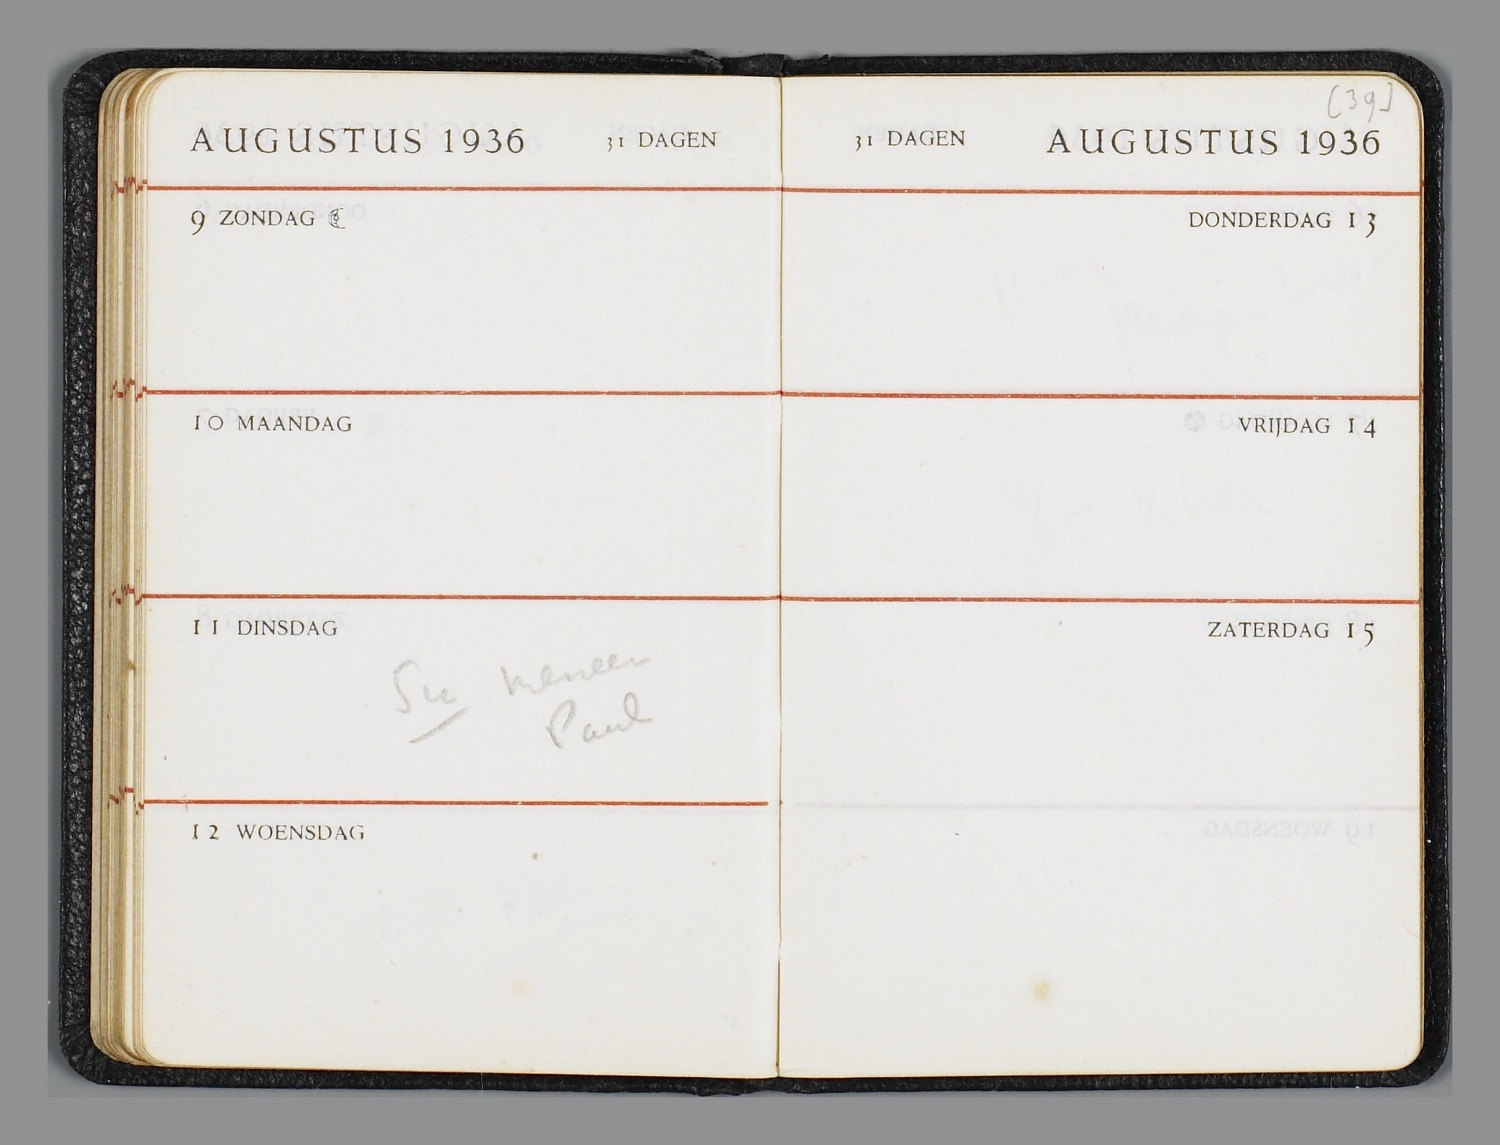 [39]
AUGUSTUS 1936 31 DAGEN
9 ZONDAG ☾
10 MAANDAG
11 DINSDAG
meneer
Paul
12 WOENSDAG
31 DAGEN AUGUSTUS 1936
DONDERDAG 13
VRIJDAG 14
ZATERDAG 15